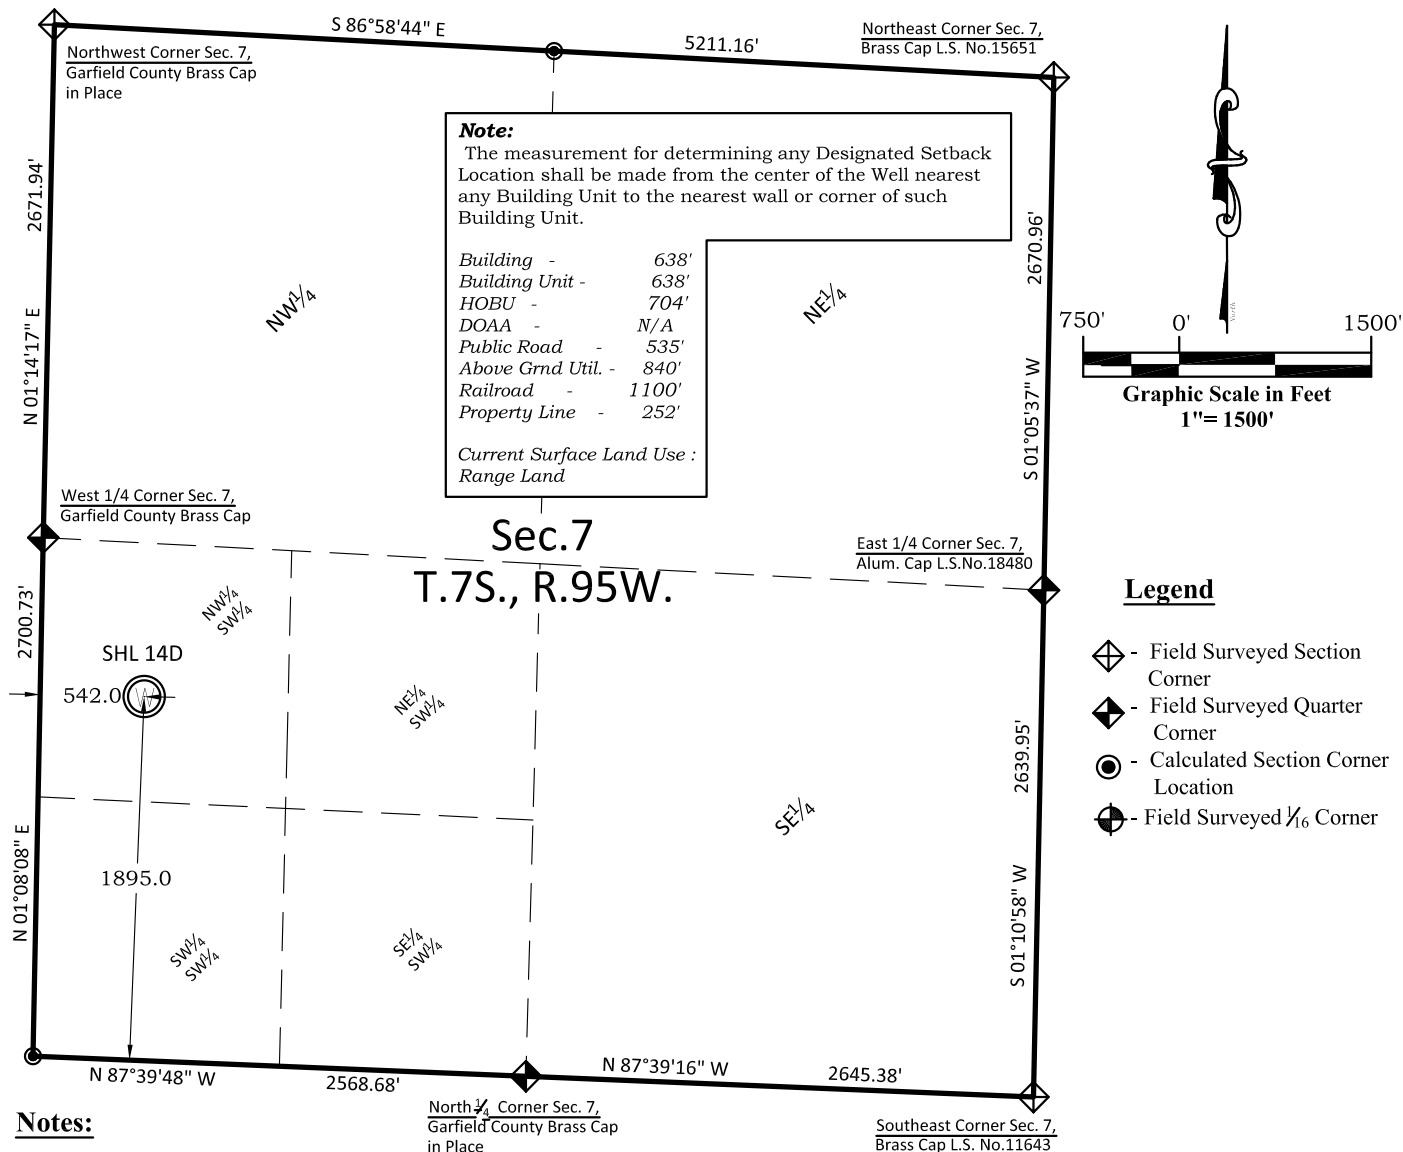 S 86°58'44" E
5211.16'
Northwest Corner Sec. 7,
Garfield County Brass Cap
in Place
Northeast Corner Sec. 7,
Brass Cap L.S. No.15651
Note:
The measurement for determining any Designated Setback
Location shall be made from the center of the Well nearest
any Building Unit to the nearest wall or corner of such
Building Unit.
Building - 638'
Building Unit - 638'
HOBU - 704'
DOAA - N/A
Public Road - 535'
Above Grnd Util. - 840'
Railroad - 1100'
Property Line - 252'
Current Surface Land Use :
Range Land
2671.94'
N 01°14'17" E
NW¼
NE¼
2670.96'
S 01°05'37" W
North
750' 0' 1500'
Graphic Scale in Feet
1"= 1500'
West 1/4 Corner Sec. 7,
Garfield County Brass Cap
Sec.7
T.7S., R.95W.
East 1/4 Corner Sec. 7,
Alum. Cap L.S.No.18480
2700.73'
N 01°08'08" E
NW¼
SW¼
SHL 14D
542.0
W
NE¼
SW¼
1895.0
SW¼
SW¼
SE¼
SW¼
SE¼
2639.95'
S 01°10'58" W
Legend
- Field Surveyed Section
Corner
- Field Surveyed Quarter
Corner
- Calculated Section Corner
Location
- Field Surveyed 1/16 Corner
N 87°39'48" W
2568.68'
N 87°39'16" W
2645.38'
North ¼ Corner Sec. 7,
Garfield County Brass Cap
in Place
Southeast Corner Sec. 7,
Brass Cap L.S. No.11643
Notes: